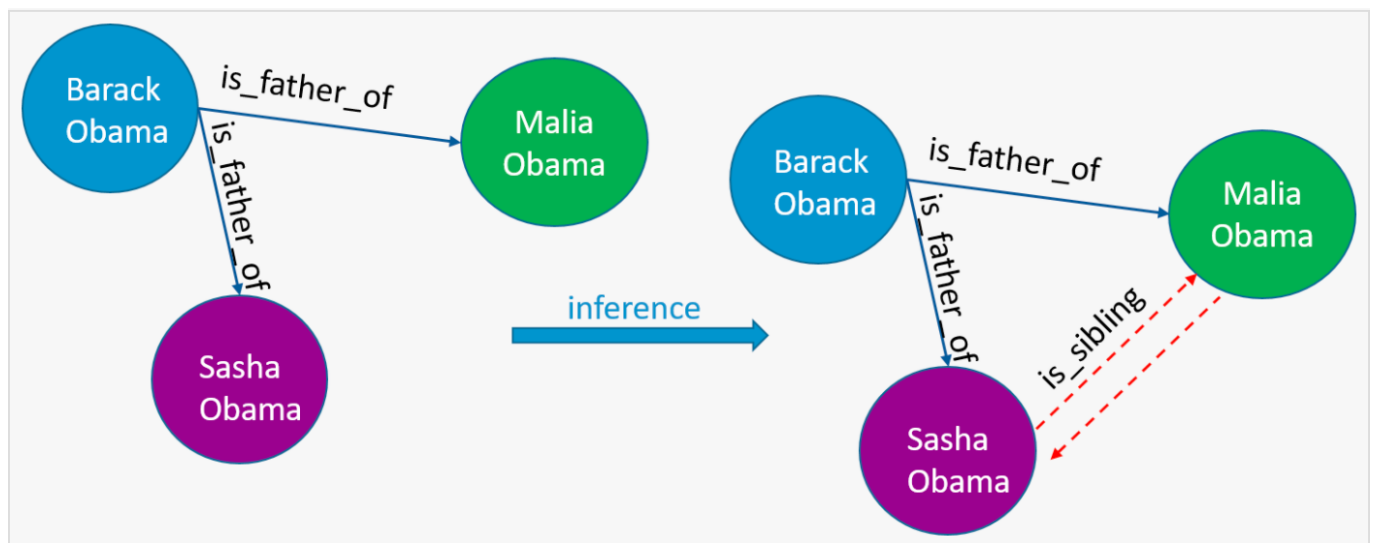 Barack
Obama
is_father_of
Malia
Obama
is_father_of
Sasha
Obama
inference
Barack
Obama
is_father_of
Malia
Obama
is_father_of
is_sibling
Sasha
Obama